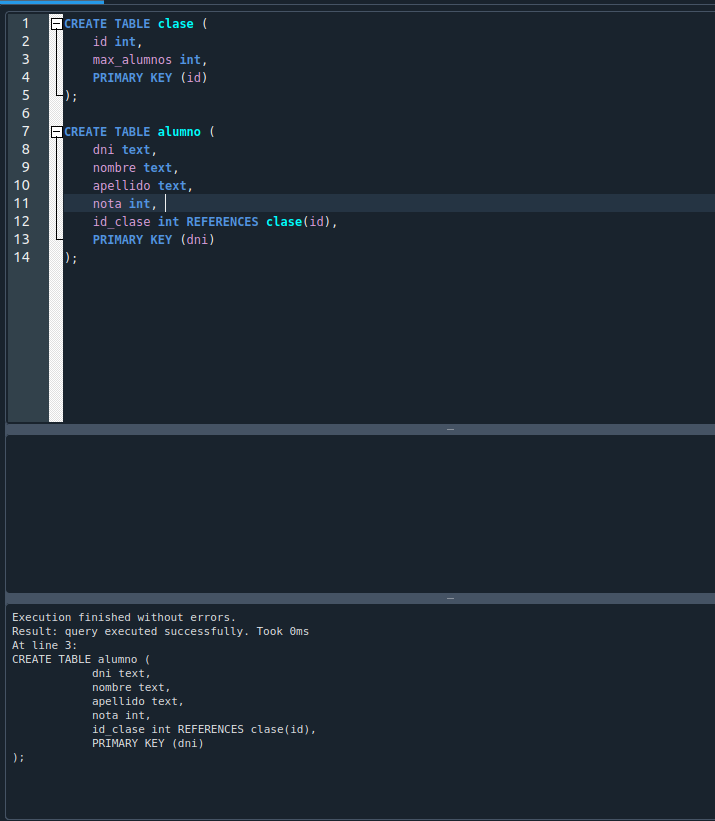 1 CREATE TABLE clase (
2     id int,
3     max_alumnos int,
4     PRIMARY KEY (id)
5 );
6
7 CREATE TABLE alumno (
8     dni text,
9     nombre text,
10     apellido text,
11     nota int,
12     id_clase int REFERENCES clase(id),
13     PRIMARY KEY (dni)
14 );
Execution finished without errors.
Result: query executed successfully. Took 0ms
At line 3:
CREATE TABLE alumno (
            dni text,
            nombre text,
            apellido text,
            nota int,
            id_clase int REFERENCES clase(id),
            PRIMARY KEY (dni)
);